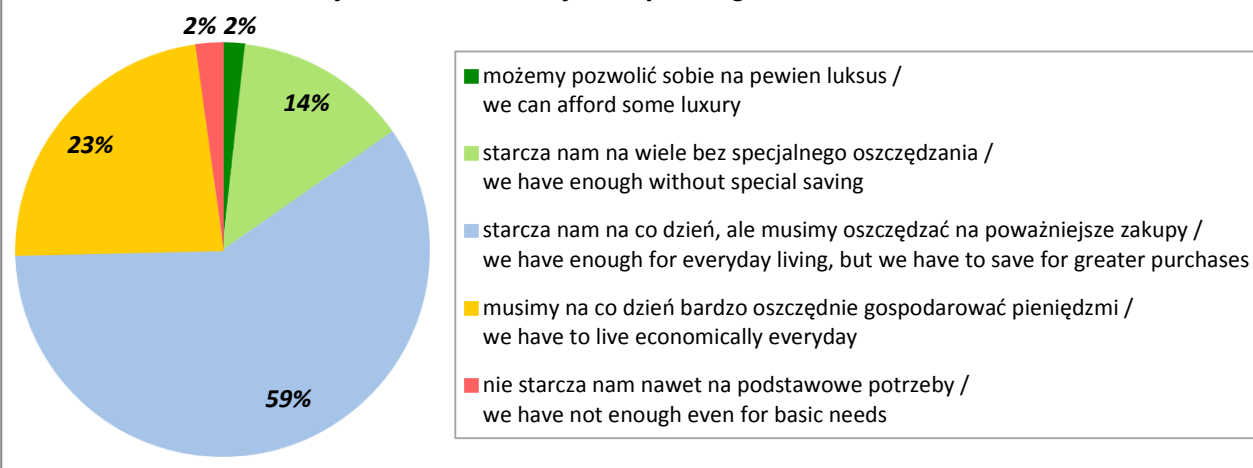 2% 2%
14%
23%
59%
możemy pozwolić sobie na pewien luksus /
we can afford some luxury
starcza nam na wiele bez specjalnego oszczędzania /
we have enough without special saving
starcza nam na co dzień, ale musimy oszczędzać na poważniejsze zakupy /
we have enough for everyday living, but we have to save for greater purchases
musimy na co dzień bardzo oszczędnie gospodarować pieniędzmi /
we have to live economically everyday
nie starcza nam nawet na podstawowe potrzeby /
we have not enough even for basic needs